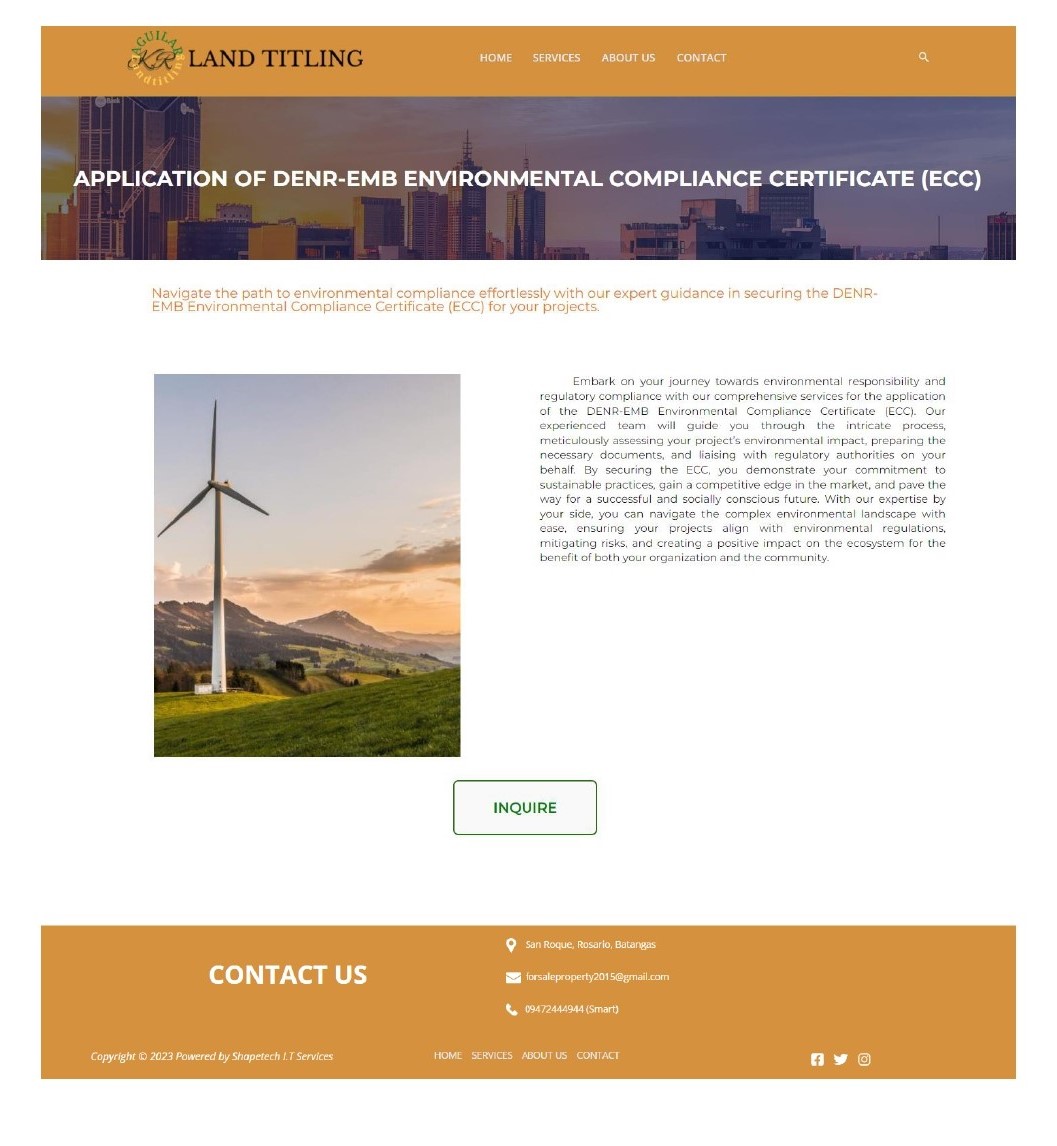 AGUILAR
KR
landtitling
LAND TITLING
HOME SERVICES ABOUT US CONTACT
APPLICATION OF DENR-EMB ENVIRONMENTAL COMPLIANCE CERTIFICATE (ECC)
Navigate the path to environmental compliance effortlessly with our expert guidance in securing the DENR-
EMB Environmental Compliance Certificate (ECC) for your projects.
Embark on your journey towards environmental responsibility and
regulatory compliance with our comprehensive services for the application
of the DENR-EMB Environmental Compliance Certificate (ECC). Our
experienced team will guide you through the intricate process,
meticulously assessing your project's environmental impact, preparing the
necessary documents, and liaising with regulatory authorities on your
behalf. By securing the ECC, you demonstrate your commitment to
sustainable practices, gain a competitive edge in the market, and pave the
way for a successful and socially conscious future. With our expertise by
your side, you can navigate the complex environmental landscape with
ease, ensuring your projects align with environmental regulations,
mitigating risks, and creating a positive impact on the ecosystem for the
benefit of both your organization and the community.
INQUIRE
CONTACT US
San Roque, Rosario, Batangas
forsaleproperty2015@gmail.com
09472444944 (Smart)
Copyright © 2023 Powered by Shapetech I.T Services
HOME SERVICES ABOUT US CONTACT